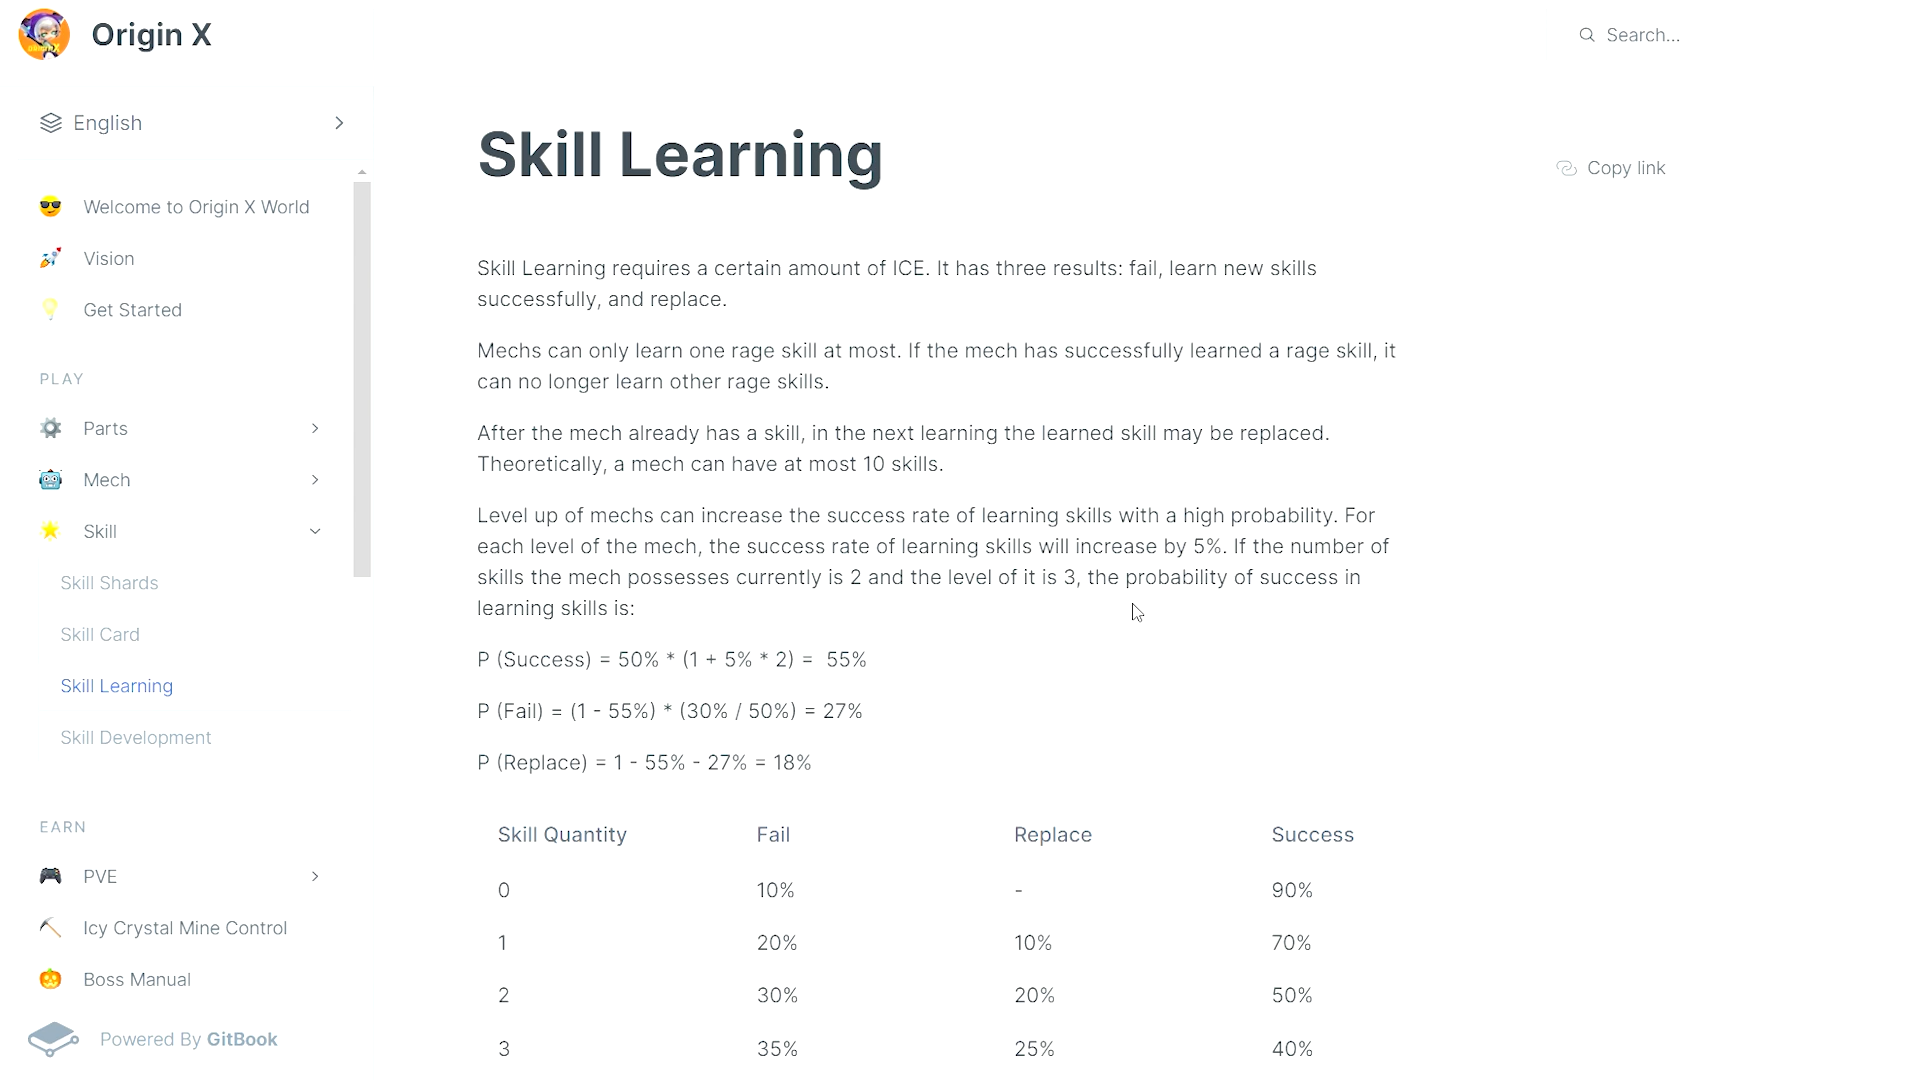 Origin X
Search...
English
Welcome to Origin X World
Vision
Get Started
PLAY
Parts
Mech
Skill
Skill Shards
Skill Card
Skill Learning
Skill Development
EARN
PVE
Icy Crystal Mine Control
Boss Manual
Powered By GitBook
Skill Learning
Copy link
Skill Learning requires a certain amount of ICE. It has three results: fail, learn new skills
successfully, and replace.
Mechs can only learn one rage skill at most. If the mech has successfully learned a rage skill, it
can no longer learn other rage skills.
After the mech already has a skill, in the next learning the learned skill may be replaced.
Theoretically, a mech can have at most 10 skills.
Level up of mechs can increase the success rate of learning skills with a high probability. For
each level of the mech, the success rate of learning skills will increase by 5%. If the number of
skills the mech possesses currently is 2 and the level of it is 3, the probability of success in
learning skills is:
P (Success) = 50% * (1 + 5% * 2) = 55%
P (Fail) = (1 - 55%) * (30% / 50%) = 27%
P (Replace) = 1 - 55% - 27% = 18%
Skill Quantity Fail Replace Success
0 10% - 90%
1 20% 10% 70%
2 30% 20% 50%
3 35% 25% 40%